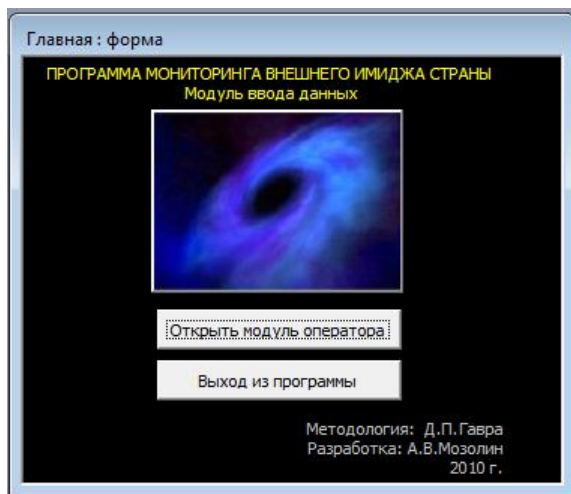 Главная : форма
ПРОГРАММА МОНИТОРИНГА ВНЕШНЕГО ИМИДЖА СТРАНЫ
Модуль ввода данных
Открыть модуль оператора
Выход из программы
Методология: Д.П.Гавра
Разработка: А.В.Мозолин
2010 г.